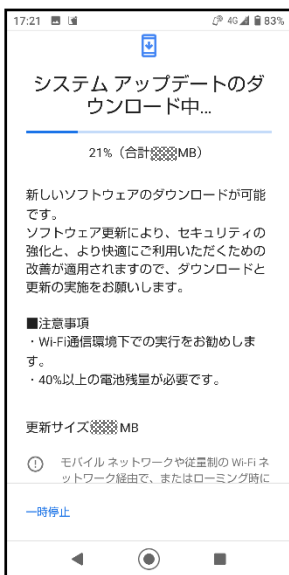 17:21 4G 83%
システム アップデートのダ
ウンロード中...
21%（合計MB）
新しいソフトウェアのダウンロードが可能
です。
ソフトウェア更新により、セキュリティの
強化と、より快適にご利用いただくための
改善が適用されますので、ダウンロードと
更新の実施をお願いします。
■注意事項
・Wi-Fi通信環境下での実行をお勧めしま
す。
・40%以上の電池残量が必要です。
更新サイズ MB
モバイル ネットワークや従量制の Wi-Fi ネ
ットワーク経由で、またはローミング時に
一時停止